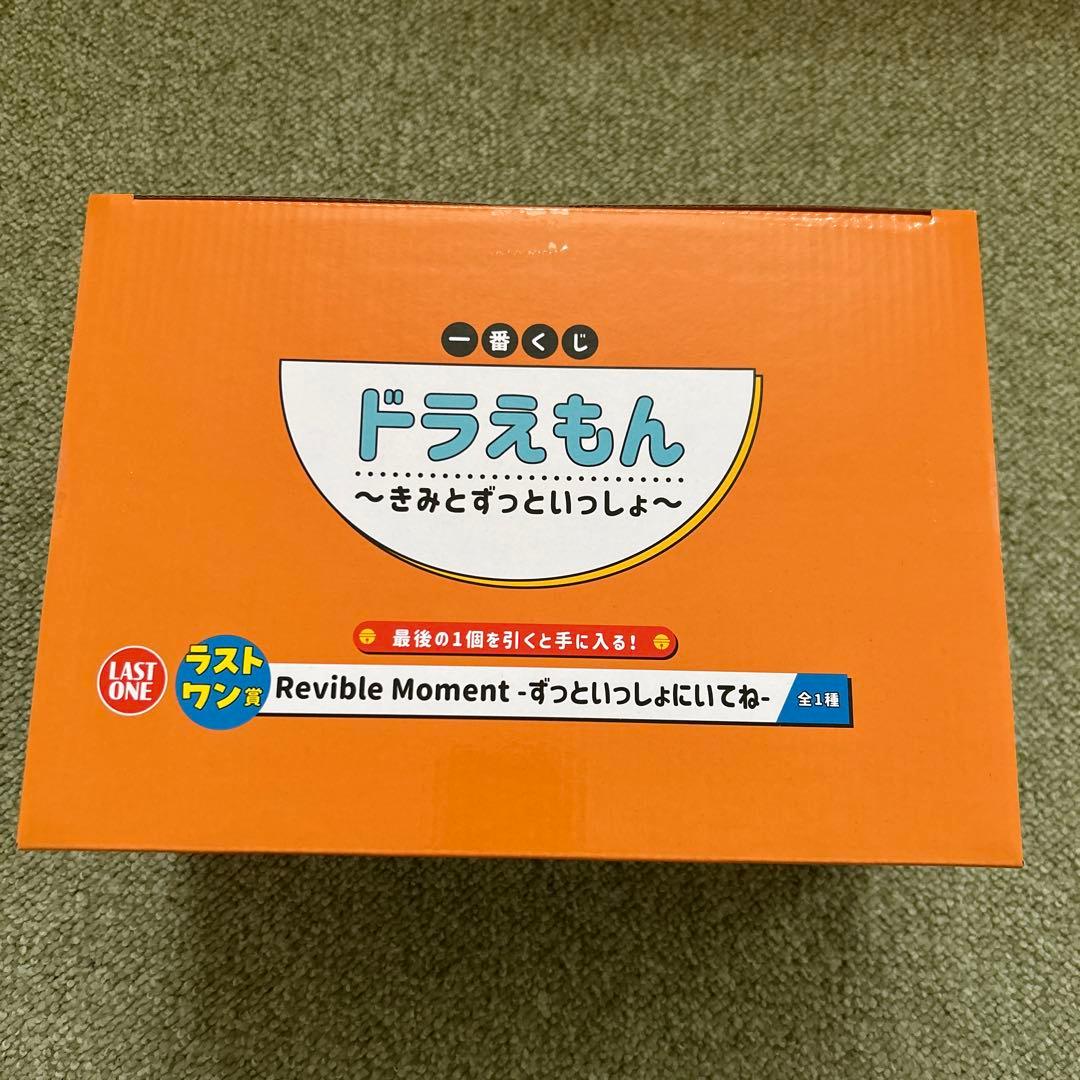 一番くじ
ドラえもん
～きみとずっといっしょ～
最後の1個を引くと手に入る!
LAST
ONE
ラスト
ワン賞
Revible Moment -ずっといっしょにいてね-
全1種